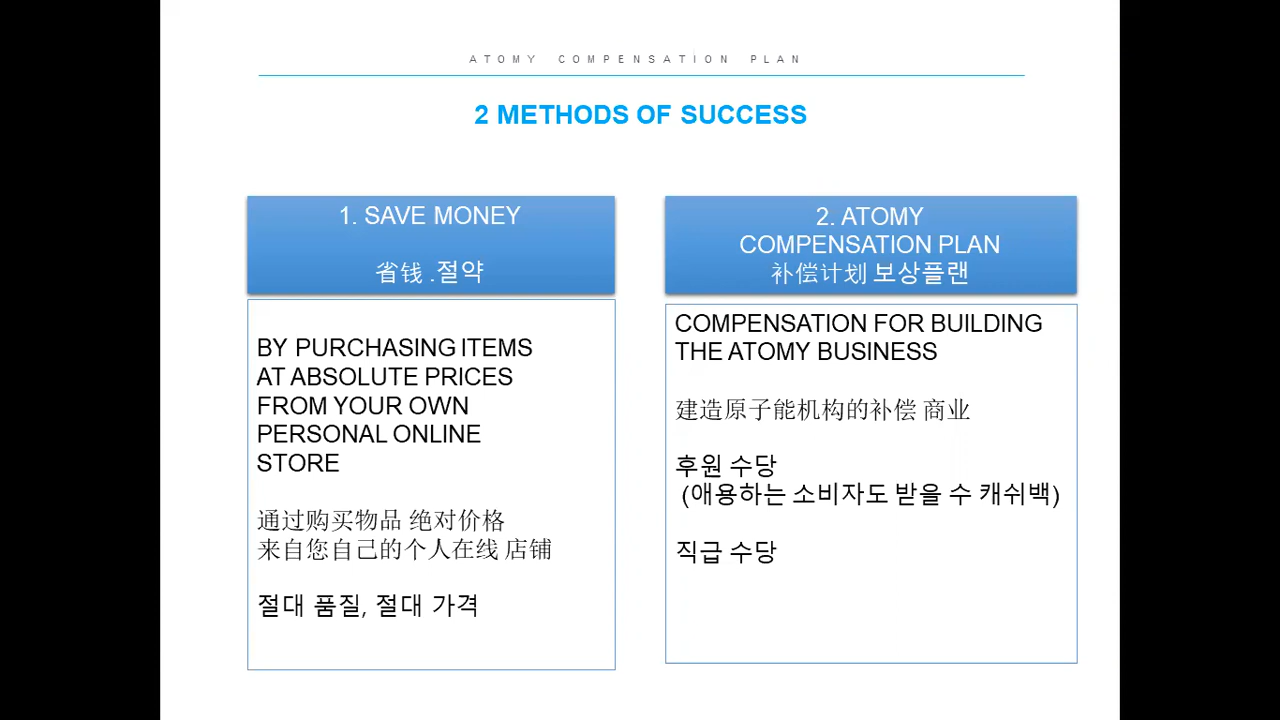 ATOMY COMPENSATION PLAN
2 METHODS OF SUCCESS
1. SAVE MONEY
省钱 .절약
BY PURCHASING ITEMS
AT ABSOLUTE PRICES
FROM YOUR OWN
PERSONAL ONLINE
STORE
通过购买物品 绝对价格
来自您自己的个人在线 店铺
절대 품질, 절대 가격
2. ATOMY
COMPENSATION PLAN
补偿计划 보상플랜
COMPENSATION FOR BUILDING
THE ATOMY BUSINESS
建造原子能机构的补偿 商业
후원 수당
(애용하는 소비자도 받을 수 캐쉬백)
직급 수당